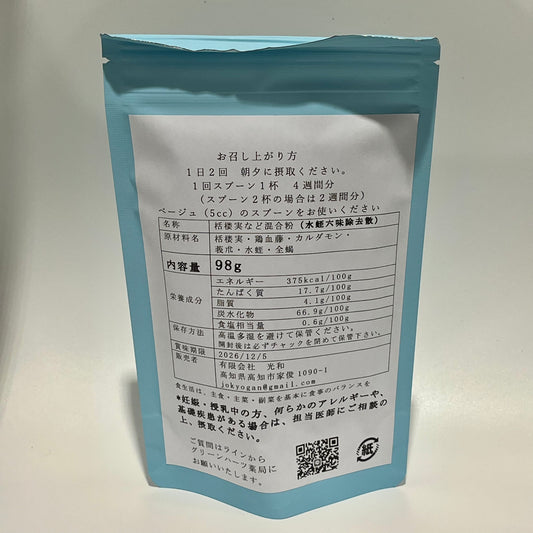 お召し上がり方
1日2回 朝夕に摂取ください。
1回スプーン1杯 4週間分
(スプーン2杯の場合は2週間分)
ベージュ(5cc)のスプーンをお使いください
名称 栝楼実など混合粉(水蛭六味除去散)
原材料名 栝楼実・鶏血藤・カルダモン・
莪朮・水蛭・全蝎
内容量 98g
栄養成分
エネルギー 375kcal/100g
たんぱく質 17.7g/100g
脂質 4.1g/100g
炭水化物 66.9g/100g
食塩相当量 0.6g/100g
保存方法 高温多湿を避けて保管ください。
開封後は必ずチャックを閉めて保管下さい。
賞味期限 2026/12/5
販売者 有限会社 光和
高知県高知市家俊1090-1
jokyogan@gmail.com
食生活は、主食・主菜・副菜を基本に食事のバランスを
*妊娠・授乳中の方、何らかのアレルギーや、
基礎疾患がある場合は、担当医師にご相談の
上、摂取ください。
ご質問はラインから
グリーンハーツ薬局に
お願いいたします。
紙